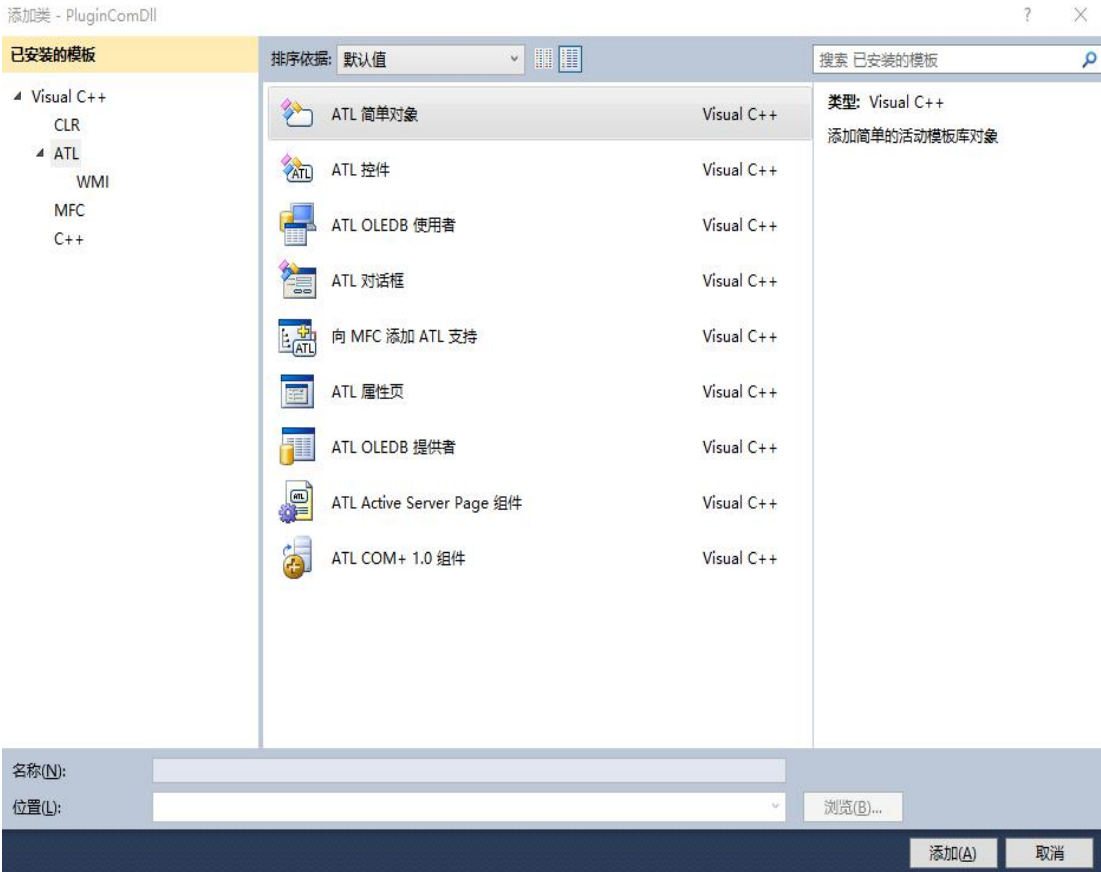 添加类 - PluginComDll
?
已安装的模板
排序依据: 默认值
搜索 已安装的模板
Visual C++
CLR
ATL
WMI
MFC
C++
ATL 简单对象 Visual C++
ATL 控件 Visual C++
ATL OLEDB 使用者 Visual C++
ATL 对话框 Visual C++
向 MFC 添加 ATL 支持 Visual C++
ATL 属性页 Visual C++
ATL OLEDB 提供者 Visual C++
ATL Active Server Page 组件 Visual C++
ATL COM+ 1.0 组件 Visual C++
类型: Visual C++
添加简单的活动模板库对象
名称(N):
位置(L):
浏览(B)...
添加(A) 取消